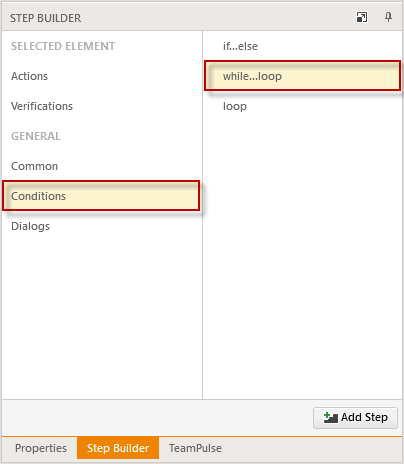 STEP BUILDER
SELECTED ELEMENT
Actions
Verifications
GENERAL
Common
Conditions
Dialogs
if...else
while...loop
loop
Add Step
Properties
Step Builder
TeamPulse